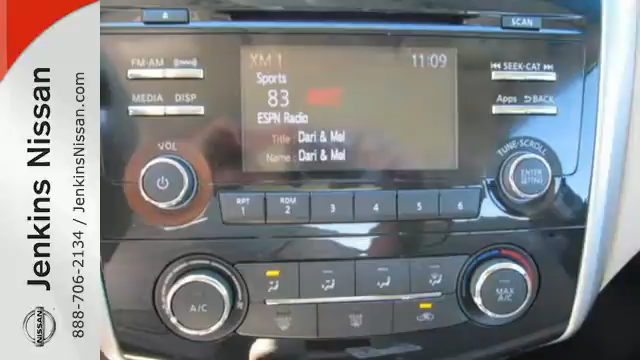 SCAN
FM·AM
XM 1 11:09
SEEK·CAT
Sports
83
MEDIA DISP
Apps BACK
ESPN Radio
Title : Dari & Mel
Name : Dari & Mel
VOL
TUNE·SCROLL
ENTER
SETTING
RPT RDM
1 2 3 4 5 6
A/C
MAX
A/C
Jenkins Nissan
888-706-2134 / JenkinsNissan.com
NISSAN